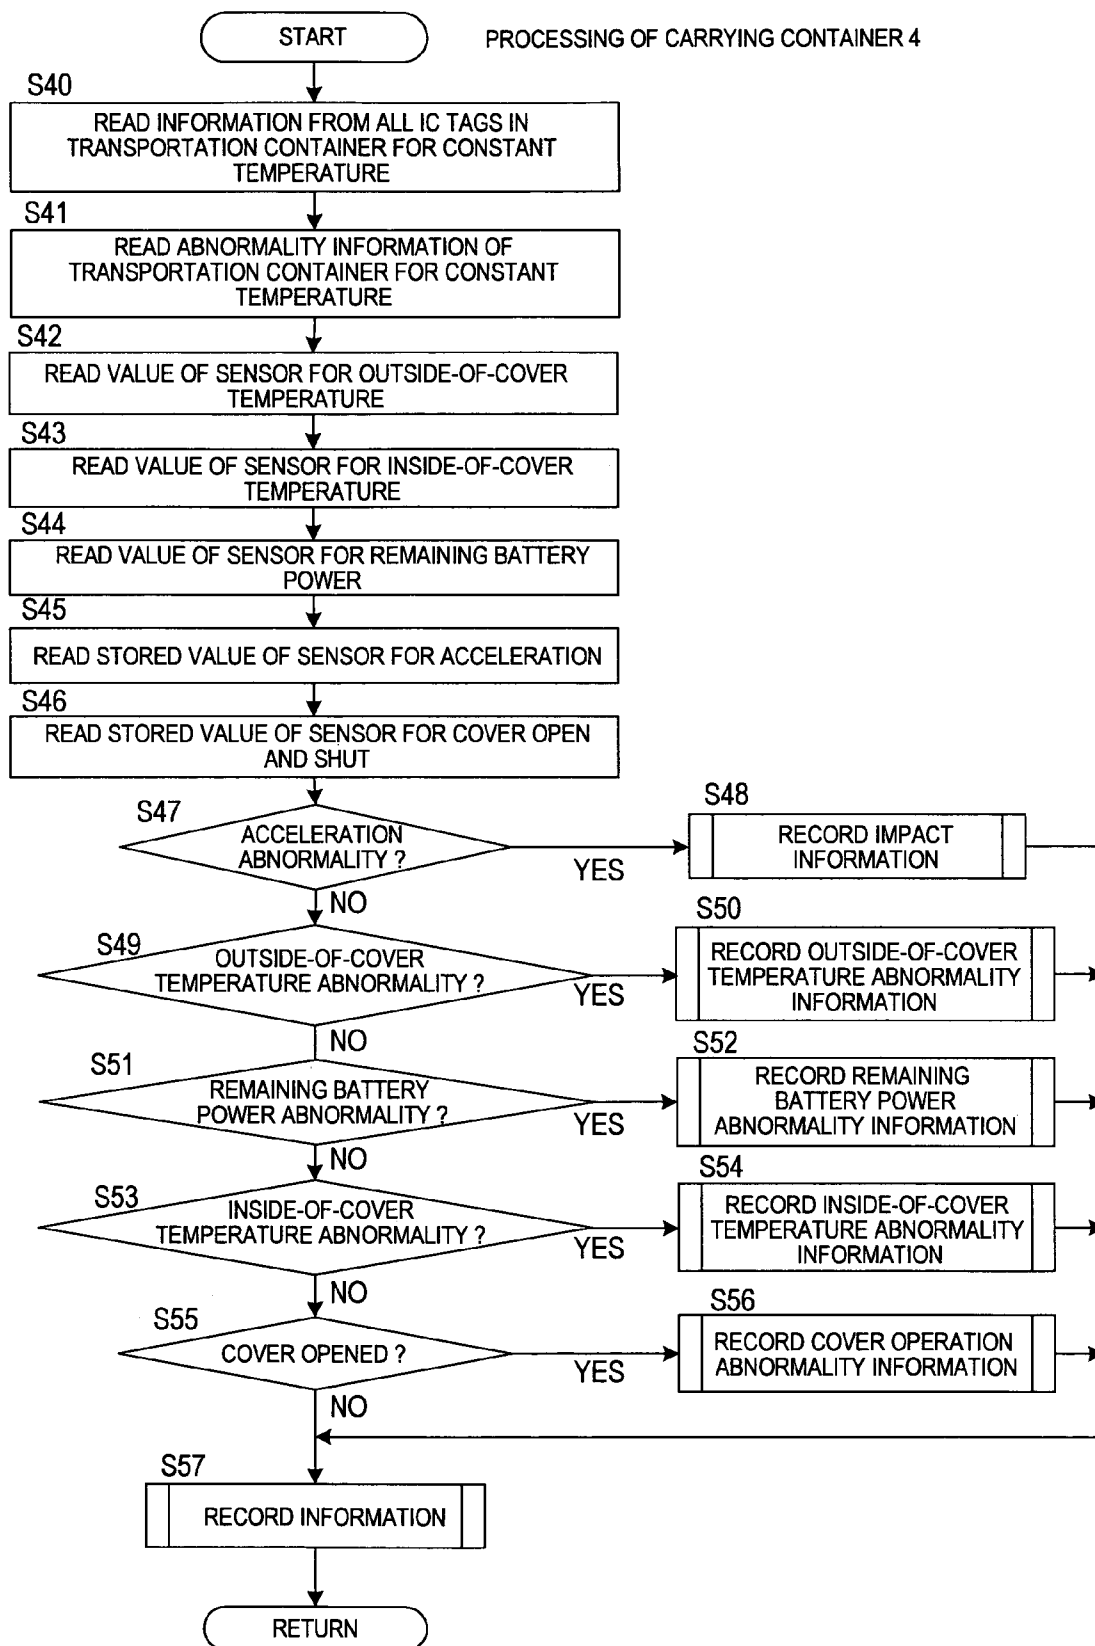 START
PROCESSING OF CARRYING CONTAINER 4
S40
READ INFORMATION FROM ALL IC TAGS IN
TRANSPORTATION CONTAINER FOR CONSTANT
TEMPERATURE
S41
READ ABNORMALITY INFORMATION OF
TRANSPORTATION CONTAINER FOR CONSTANT
TEMPERATURE
S42
READ VALUE OF SENSOR FOR OUTSIDE-OF-COVER
TEMPERATURE
S43
READ VALUE OF SENSOR FOR INSIDE-OF-COVER
TEMPERATURE
S44
READ VALUE OF SENSOR FOR REMAINING BATTERY
POWER
S45
READ STORED VALUE OF SENSOR FOR ACCELERATION
S46
READ STORED VALUE OF SENSOR FOR COVER OPEN
AND SHUT
S47
ACCELERATION
ABNORMALITY ?
YES
NO
S48
RECORD IMPACT
INFORMATION
S49
OUTSIDE-OF-COVER
TEMPERATURE ABNORMALITY ?
YES
NO
S50
RECORD OUTSIDE-OF-COVER
TEMPERATURE ABNORMALITY
INFORMATION
S51
REMAINING BATTERY
POWER ABNORMALITY ?
YES
NO
S52
RECORD REMAINING
BATTERY POWER
ABNORMALITY INFORMATION
S53
INSIDE-OF-COVER
TEMPERATURE ABNORMALITY ?
YES
NO
S54
RECORD INSIDE-OF-COVER
TEMPERATURE ABNORMALITY
INFORMATION
S55
COVER OPENED ?
YES
NO
S56
RECORD COVER OPERATION
ABNORMALITY INFORMATION
S57
RECORD INFORMATION
RETURN